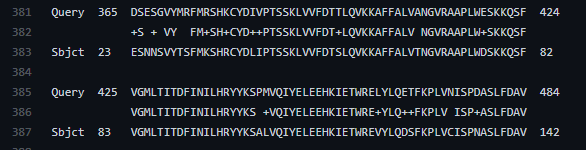 381 Query 365 DSESGVYMRFMRSHKCYDIVPTSSKLVVFDTTLQVKKAFFALVANGVRAAPLWESKKQSF 424
382 +S + VY  FM+SH+CYD++PTSSKLVVFDT+LQVKKAFFALV NGVRAAPLW+SKKQSF
383 Sbjct 23 ESNNSVYTSFMKSHRCYDLIPTSSKLVVFDTSLQVKKAFFALVTNGVRAAPLWDSKKQSF 82
384
385 Query 425 VGMLTITDFINILHRYYKSPMVQIYELEEHKIETWRELYLQETFKPLVNISPDASLFDAV 484
386 VGMLTITDFINILHRYYKS +VQIYELEEHKIETWRE+YLQ++FKPLV ISP+ASLFDAV
387 Sbjct 83 VGMLTITDFINILHRYYKSALVQIYELEEHKIETWREVYLQDSFKPLVCISPNASLFDAV 142